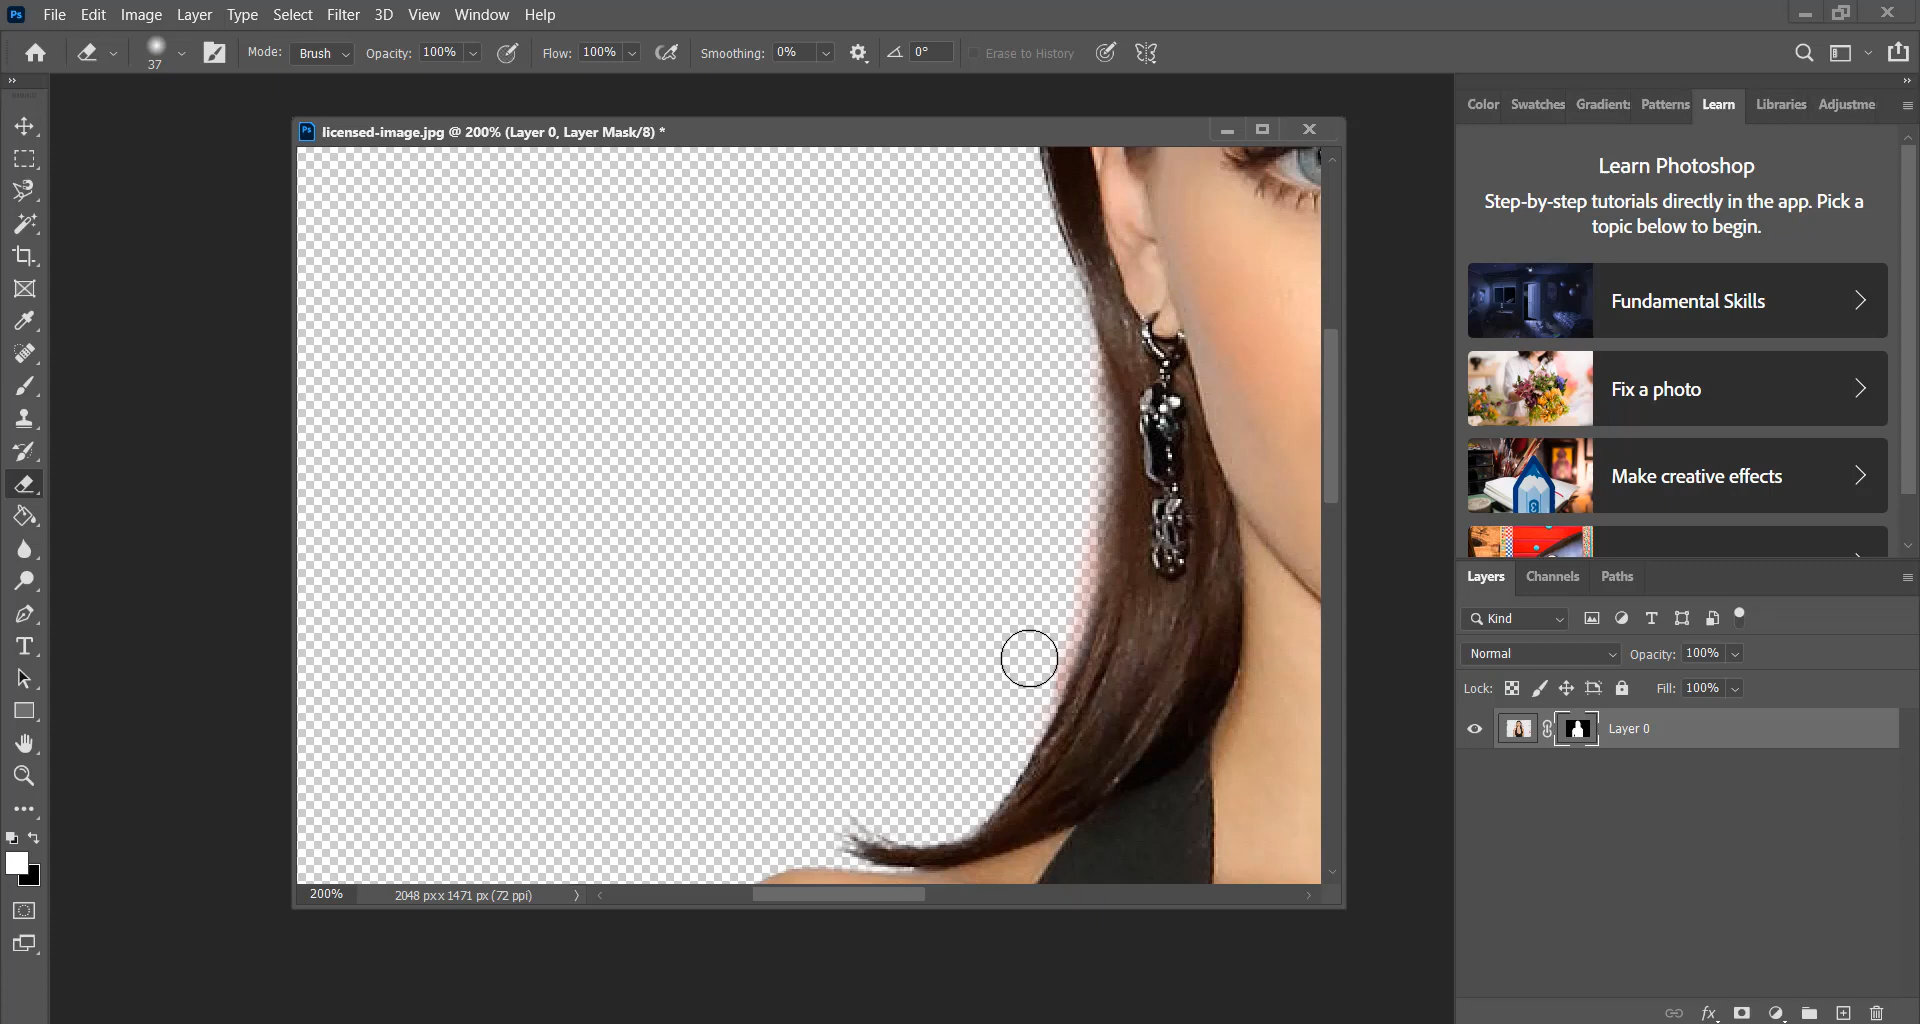 Ps File Edit Image Layer Type Select Filter 3D View Window Help
37 Mode: Brush Opacity: 100% Flow: 100% Smoothing: 0% 0° Erase to History
Color Swatches Gradient Patterns Learn Libraries Adjustme
Ps licensed-image.jpg @ 200% (Layer 0, Layer Mask/8) *
Learn Photoshop
Step-by-step tutorials directly in the app. Pick a
topic below to begin.
Fundamental Skills
Fix a photo
Make creative effects
Layers Channels Paths
Kind
Normal Opacity: 100%
Lock: Fill: 100%
Layer 0
200% 2048 px x 1471 px (72 ppi)
fx